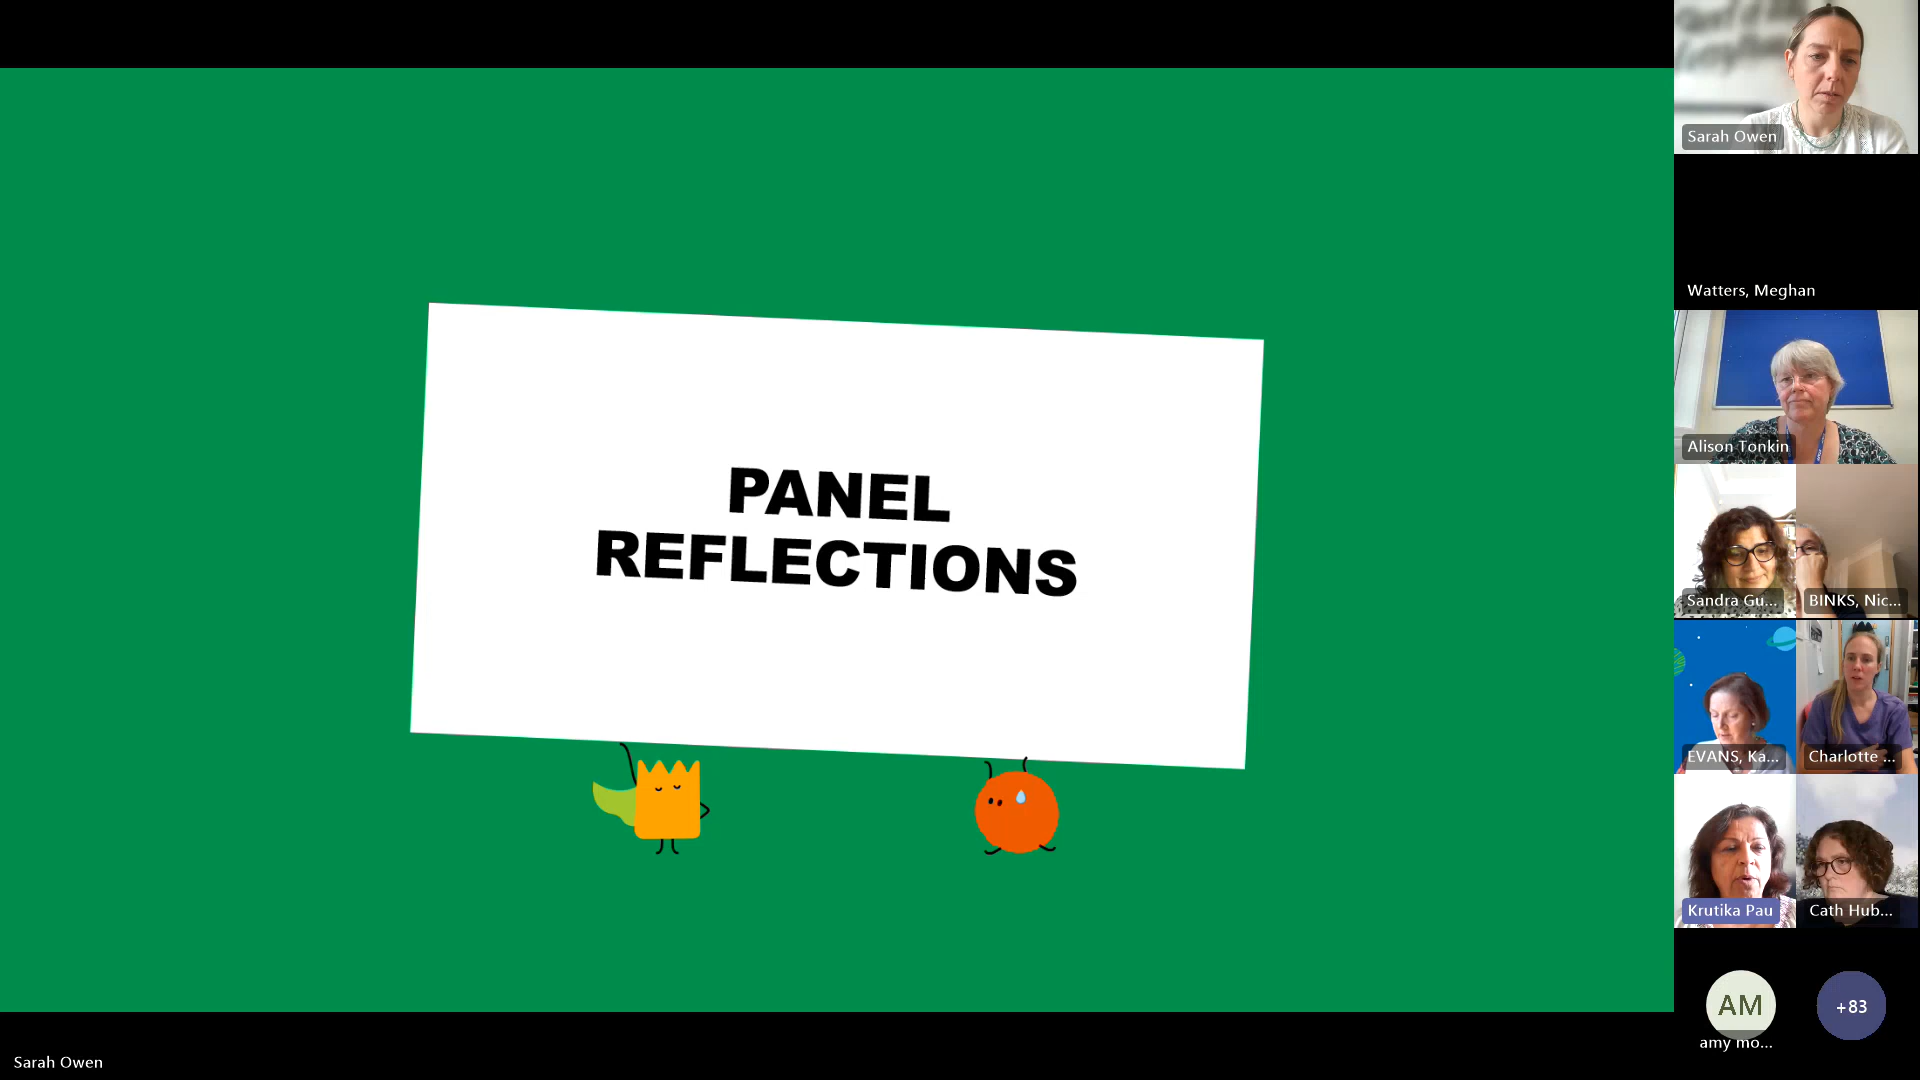 PANEL
REFLECTIONS
Sarah Owen
Sarah Owen
Watters, Meghan
Alison Tonkin
Sandra Gu...
BINKS, Nic...
EVANS, Ka...
Charlotte ...
Krutika Pau
Cath Hub...
AM
amy mo...
+83